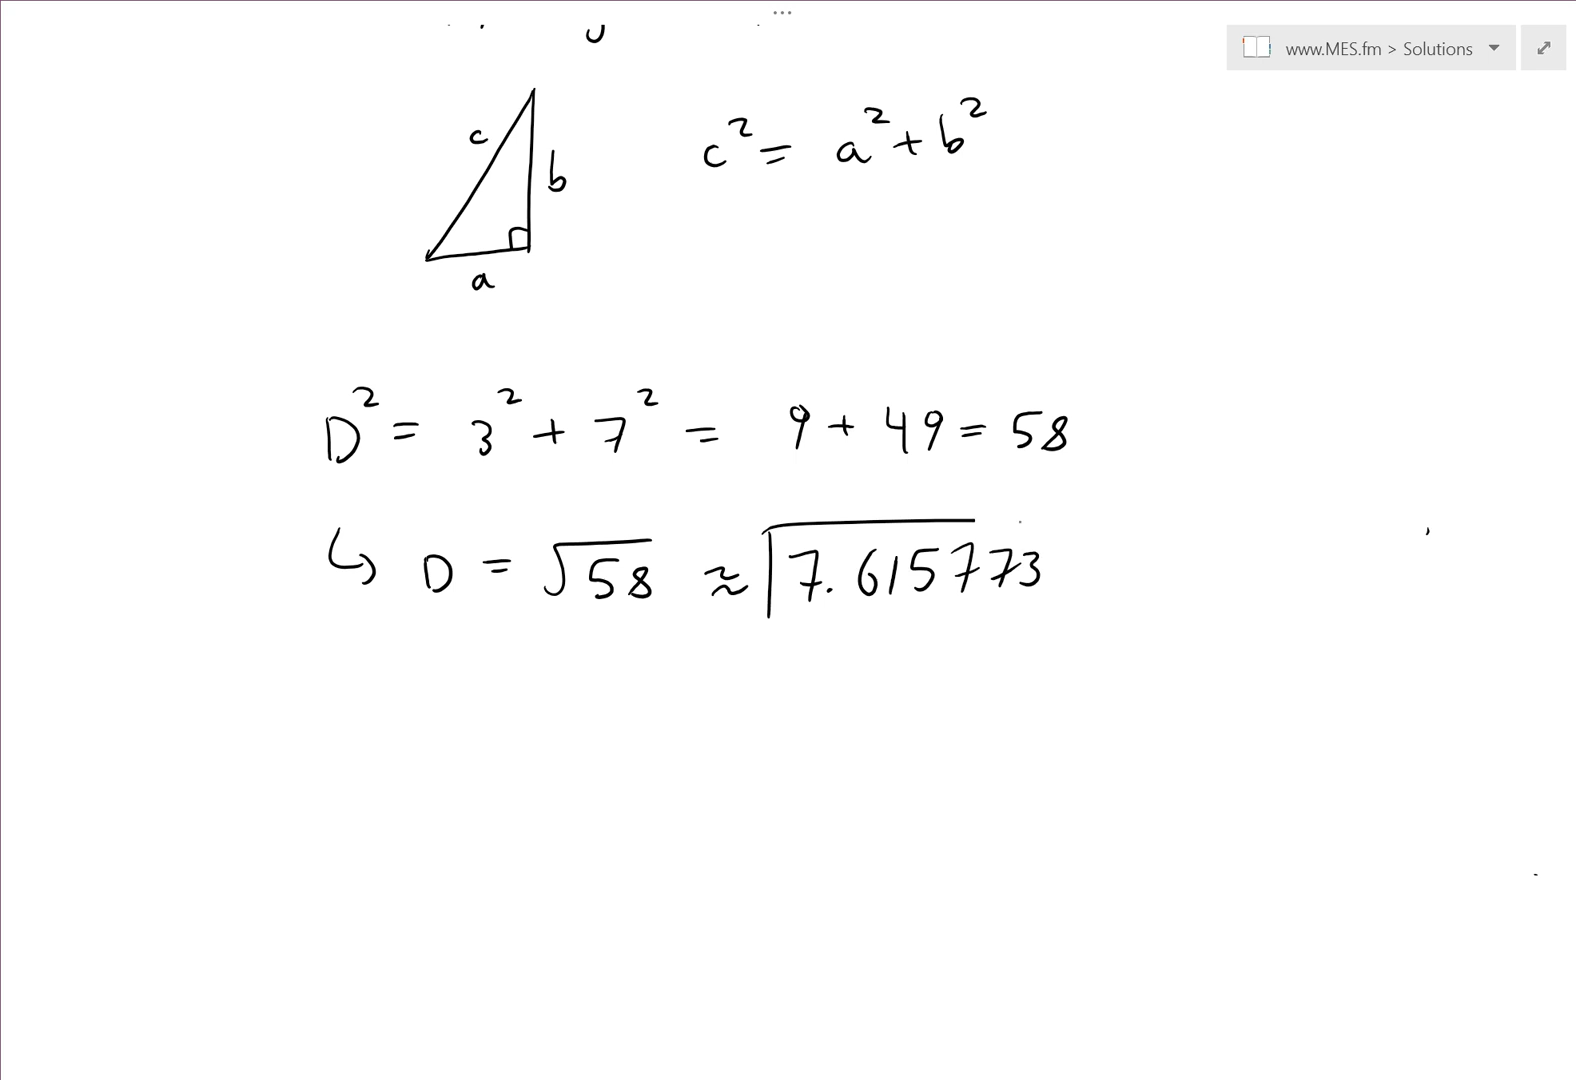 www.MES.fm > Solutions
c² = a² + b²
c
b
a
D² = 3² + 7² = 9 + 49 = 58
↳ D = √58 ≈ 7.615773